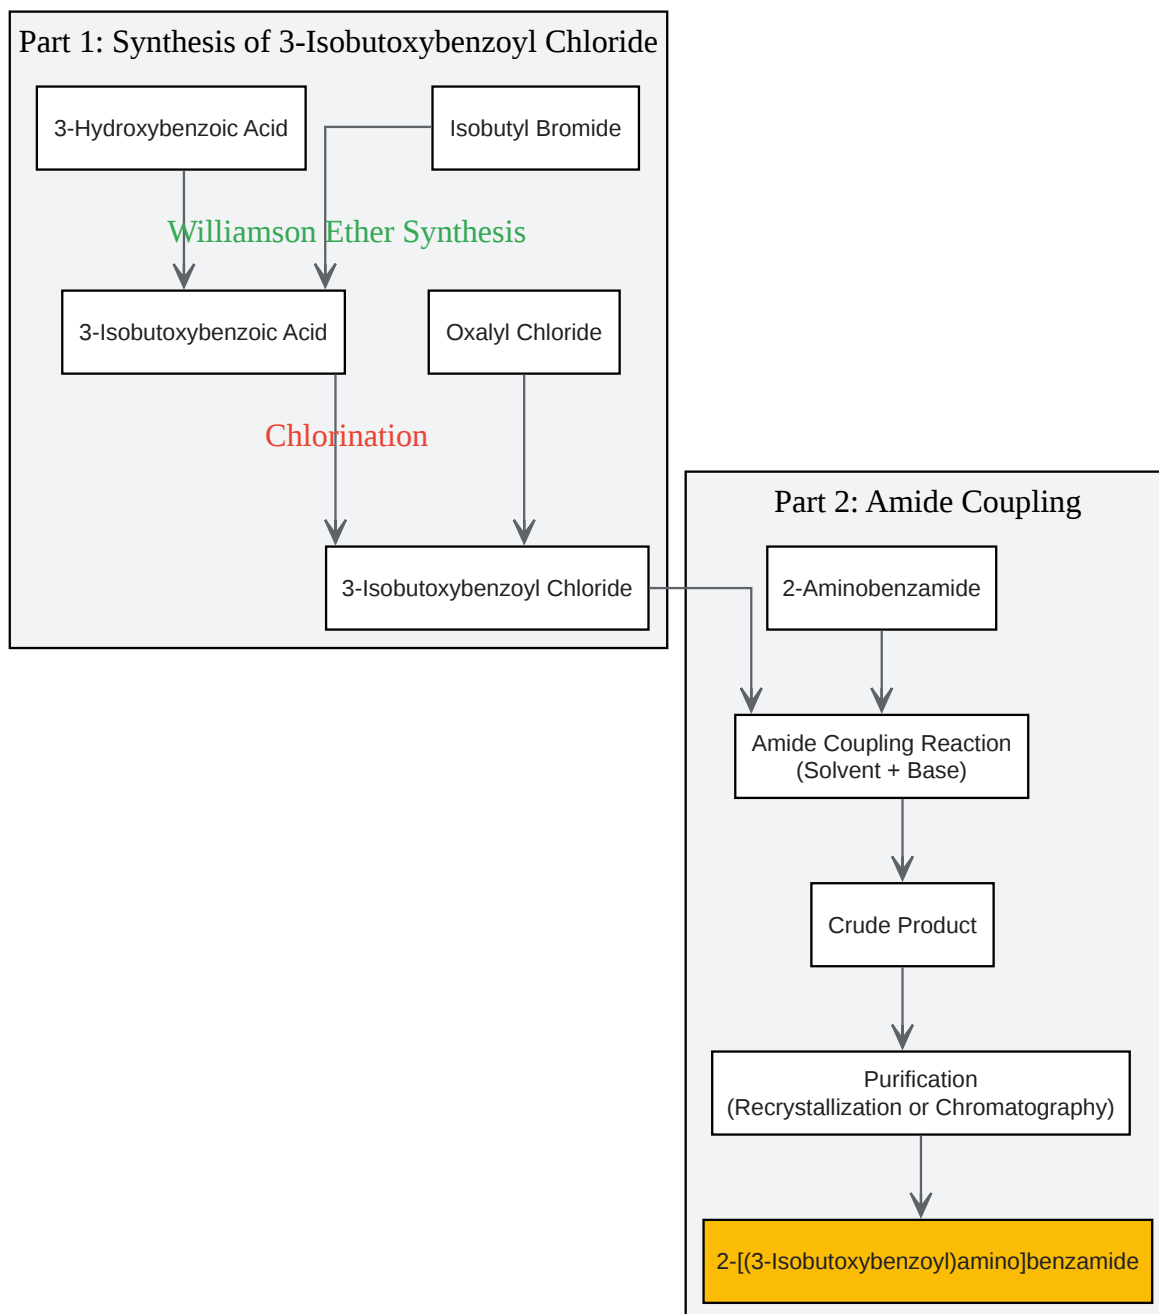 Part 1: Synthesis of 3-Isobutoxybenzoyl Chloride
3-Hydroxybenzoic Acid
Isobutyl Bromide
Williamson Ether Synthesis
3-Isobutoxybenzoic Acid
Oxalyl Chloride
Chlorination
3-Isobutoxybenzoyl Chloride
Part 2: Amide Coupling
2-Aminobenzamide
Amide Coupling Reaction
(Solvent + Base)
Crude Product
Purification
(Recrystallization or Chromatography)
2-[(3-Isobutoxybenzoyl)amino]benzamide